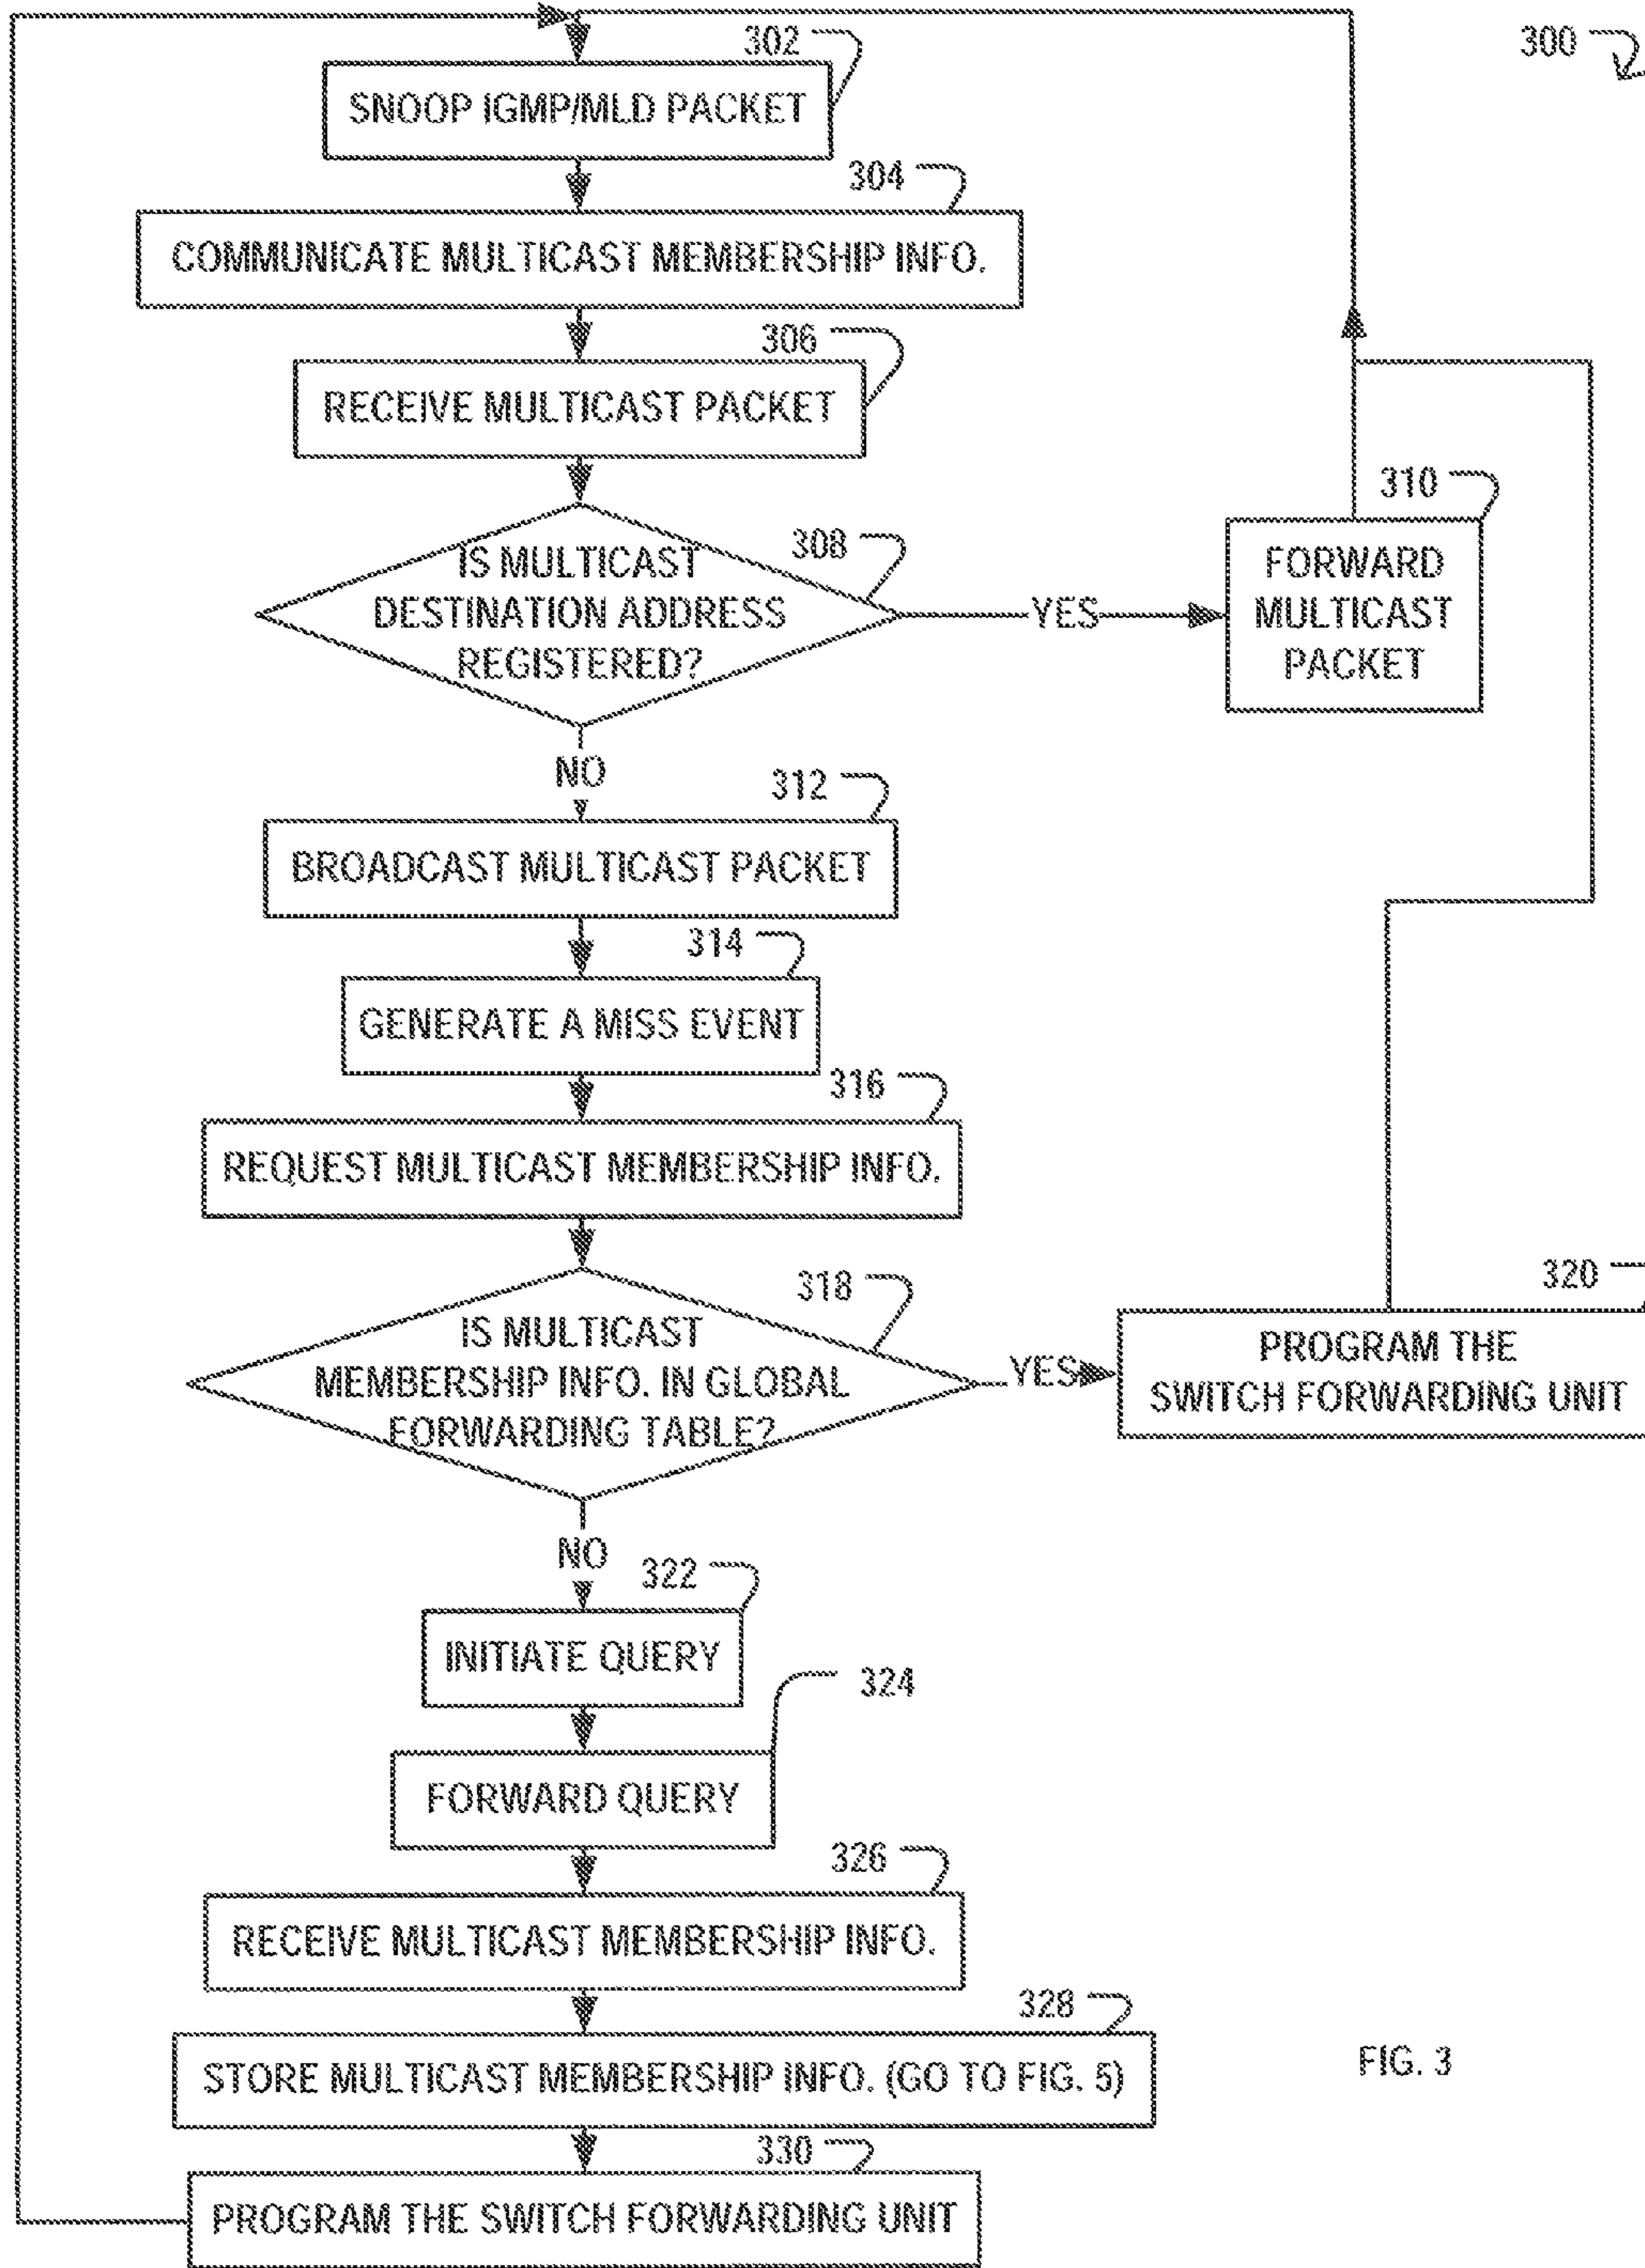 300
302
SNOOP IGMP/MLD PACKET
304
COMMUNICATE MULTICAST MEMBERSHIP INFO.
306
RECEIVE MULTICAST PACKET
308
IS MULTICAST
DESTINATION ADDRESS
REGISTERED?
YES
310
FORWARD
MULTICAST
PACKET
NO
312
BROADCAST MULTICAST PACKET
314
GENERATE A MISS EVENT
316
REQUEST MULTICAST MEMBERSHIP INFO.
318
IS MULTICAST
MEMBERSHIP INFO. IN GLOBAL
FORWARDING TABLE?
YES
320
PROGRAM THE
SWITCH FORWARDING UNIT
NO
322
INITIATE QUERY
324
FORWARD QUERY
326
RECEIVE MULTICAST MEMBERSHIP INFO.
328
STORE MULTICAST MEMBERSHIP INFO. (GO TO FIG. 5)
FIG. 3
330
PROGRAM THE SWITCH FORWARDING UNIT